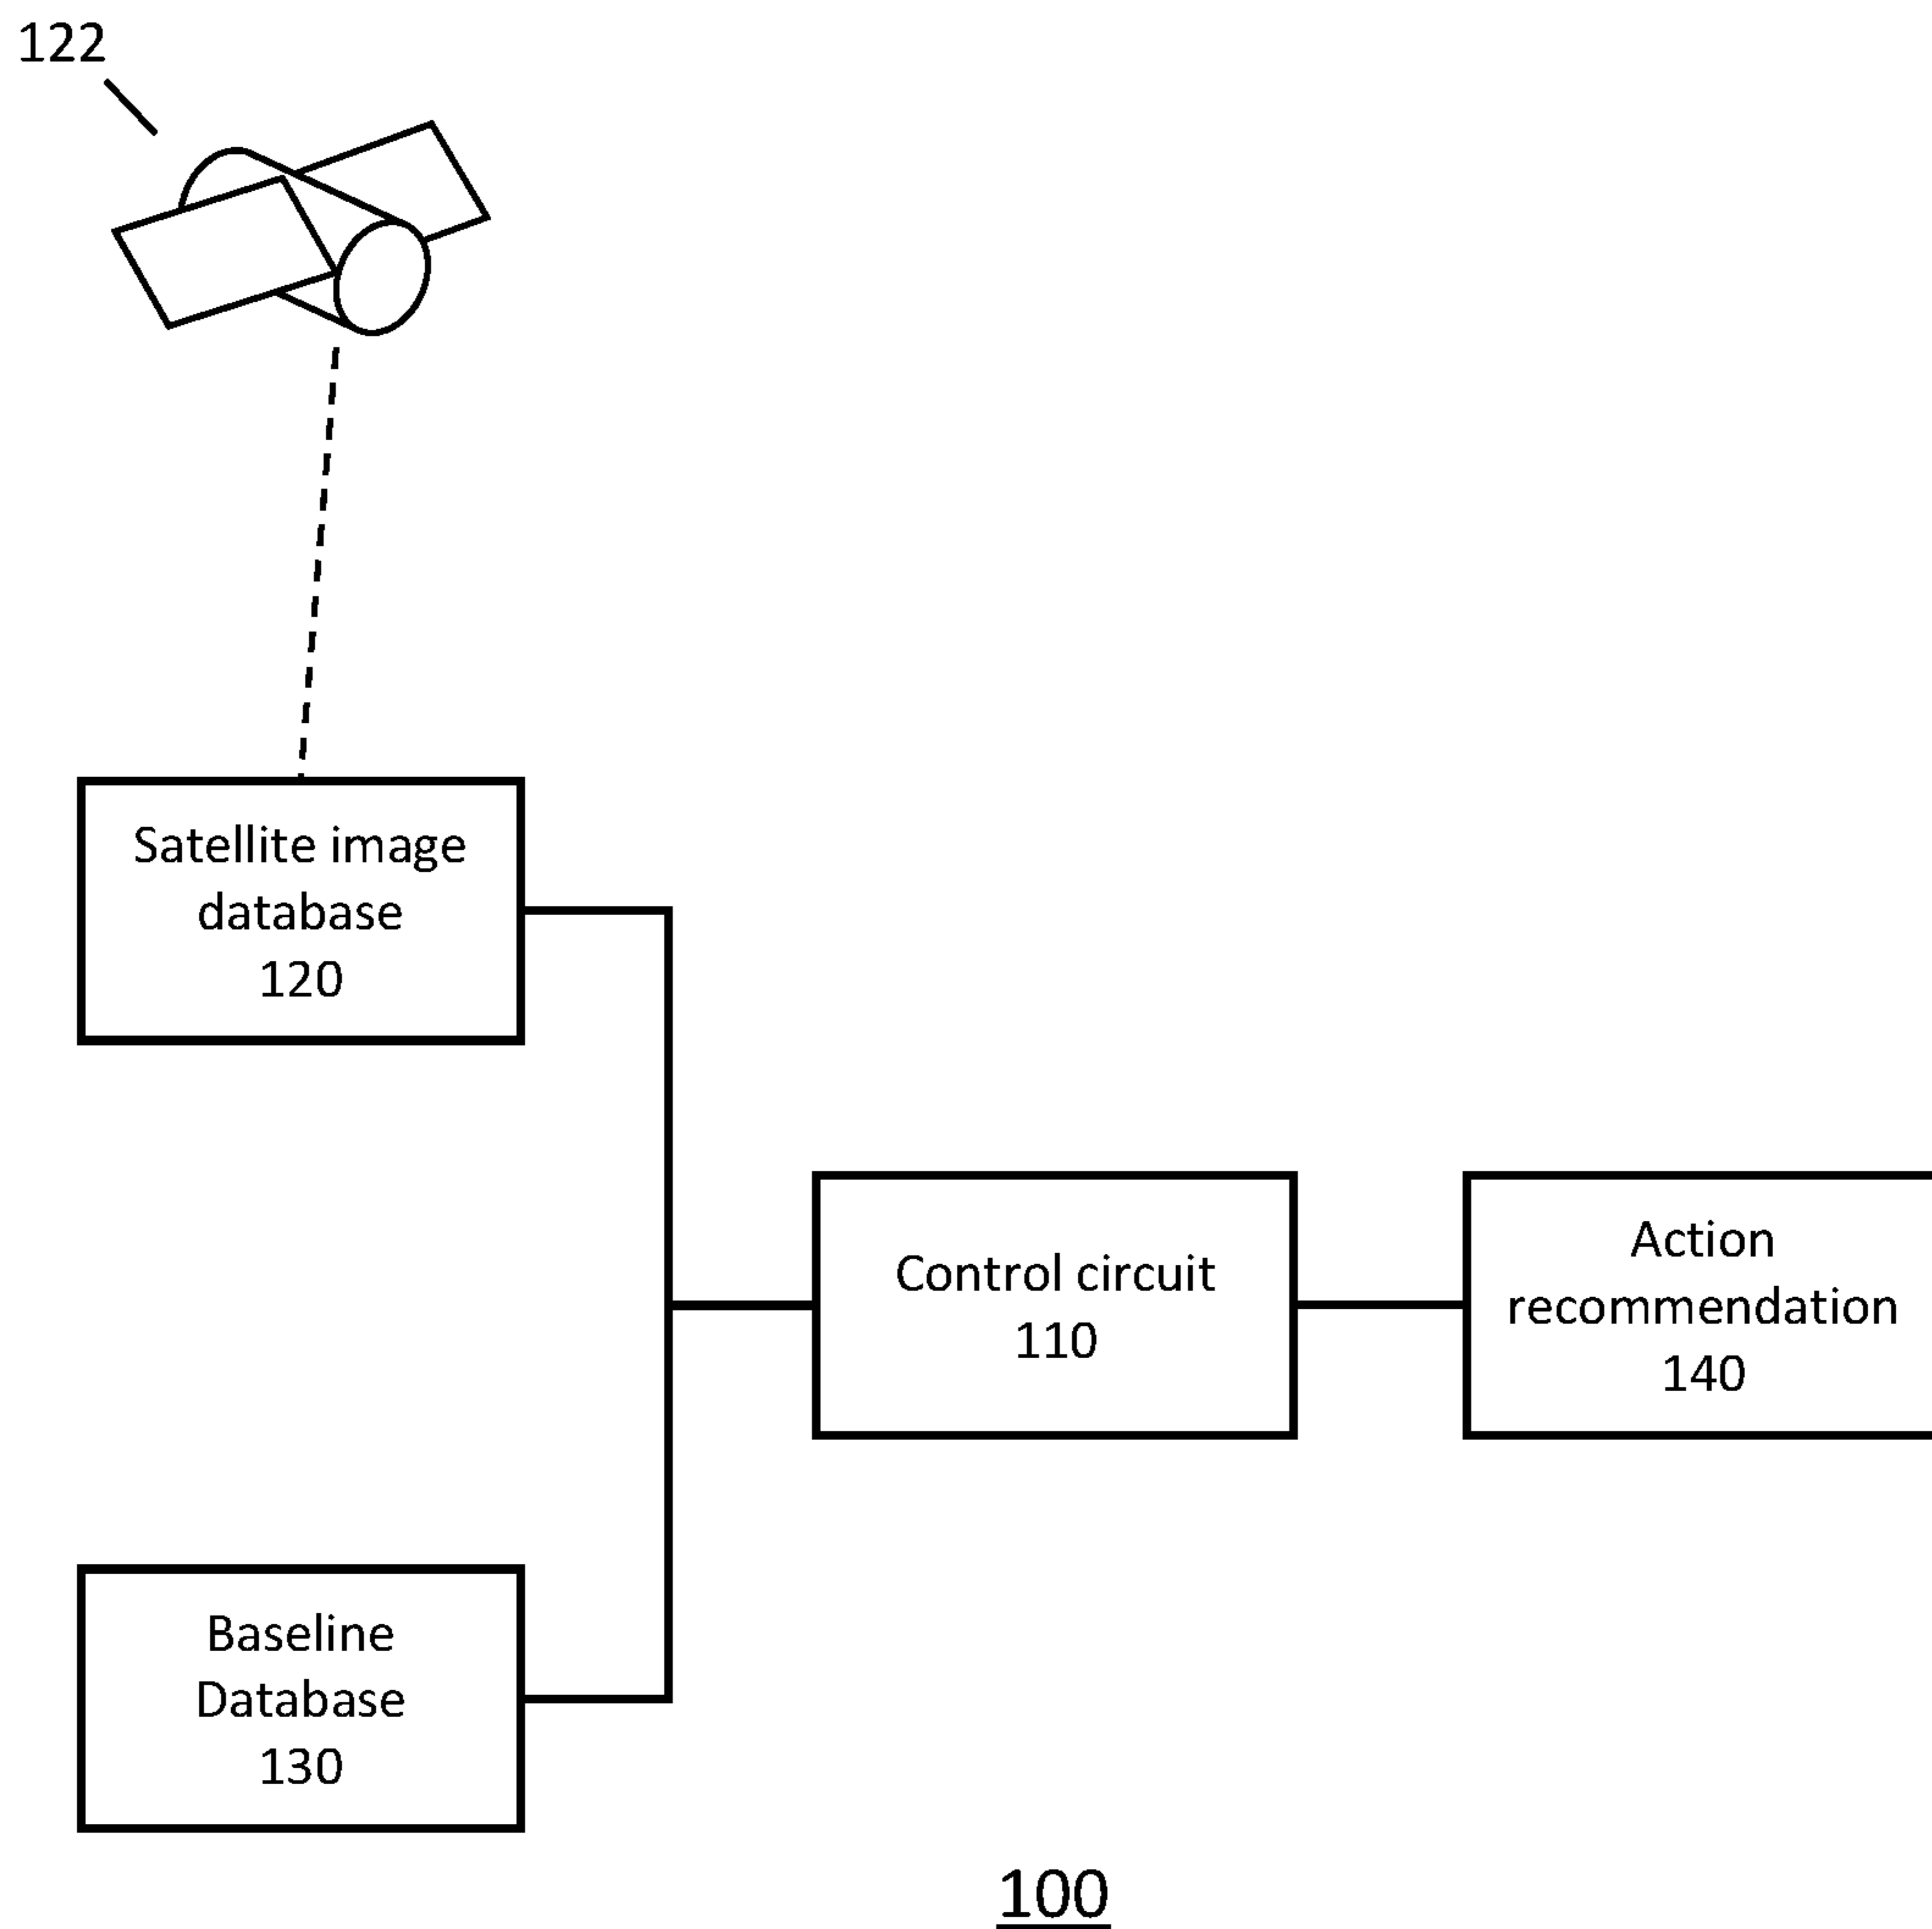 122
Satellite image
database
120
Control circuit
110
Action
recommendation
140
Baseline
Database
130
100